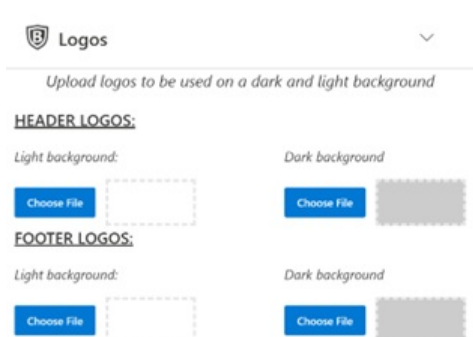 B Logos
Upload logos to be used on a dark and light background
HEADER LOGOS:
Light background: Dark background
Choose File Choose File
FOOTER LOGOS:
Light background: Dark background
Choose File Choose File